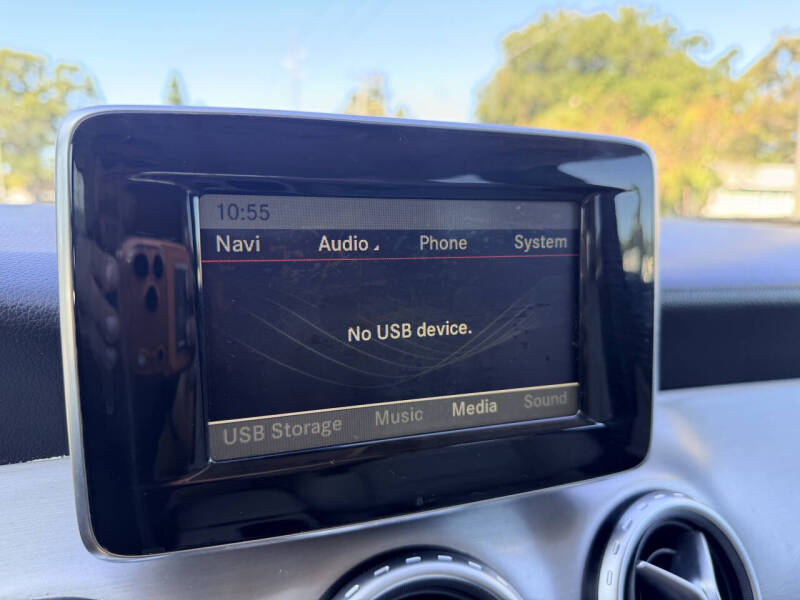 10:55
Navi Audio Phone System
No USB device.
USB Storage Music Media Sound